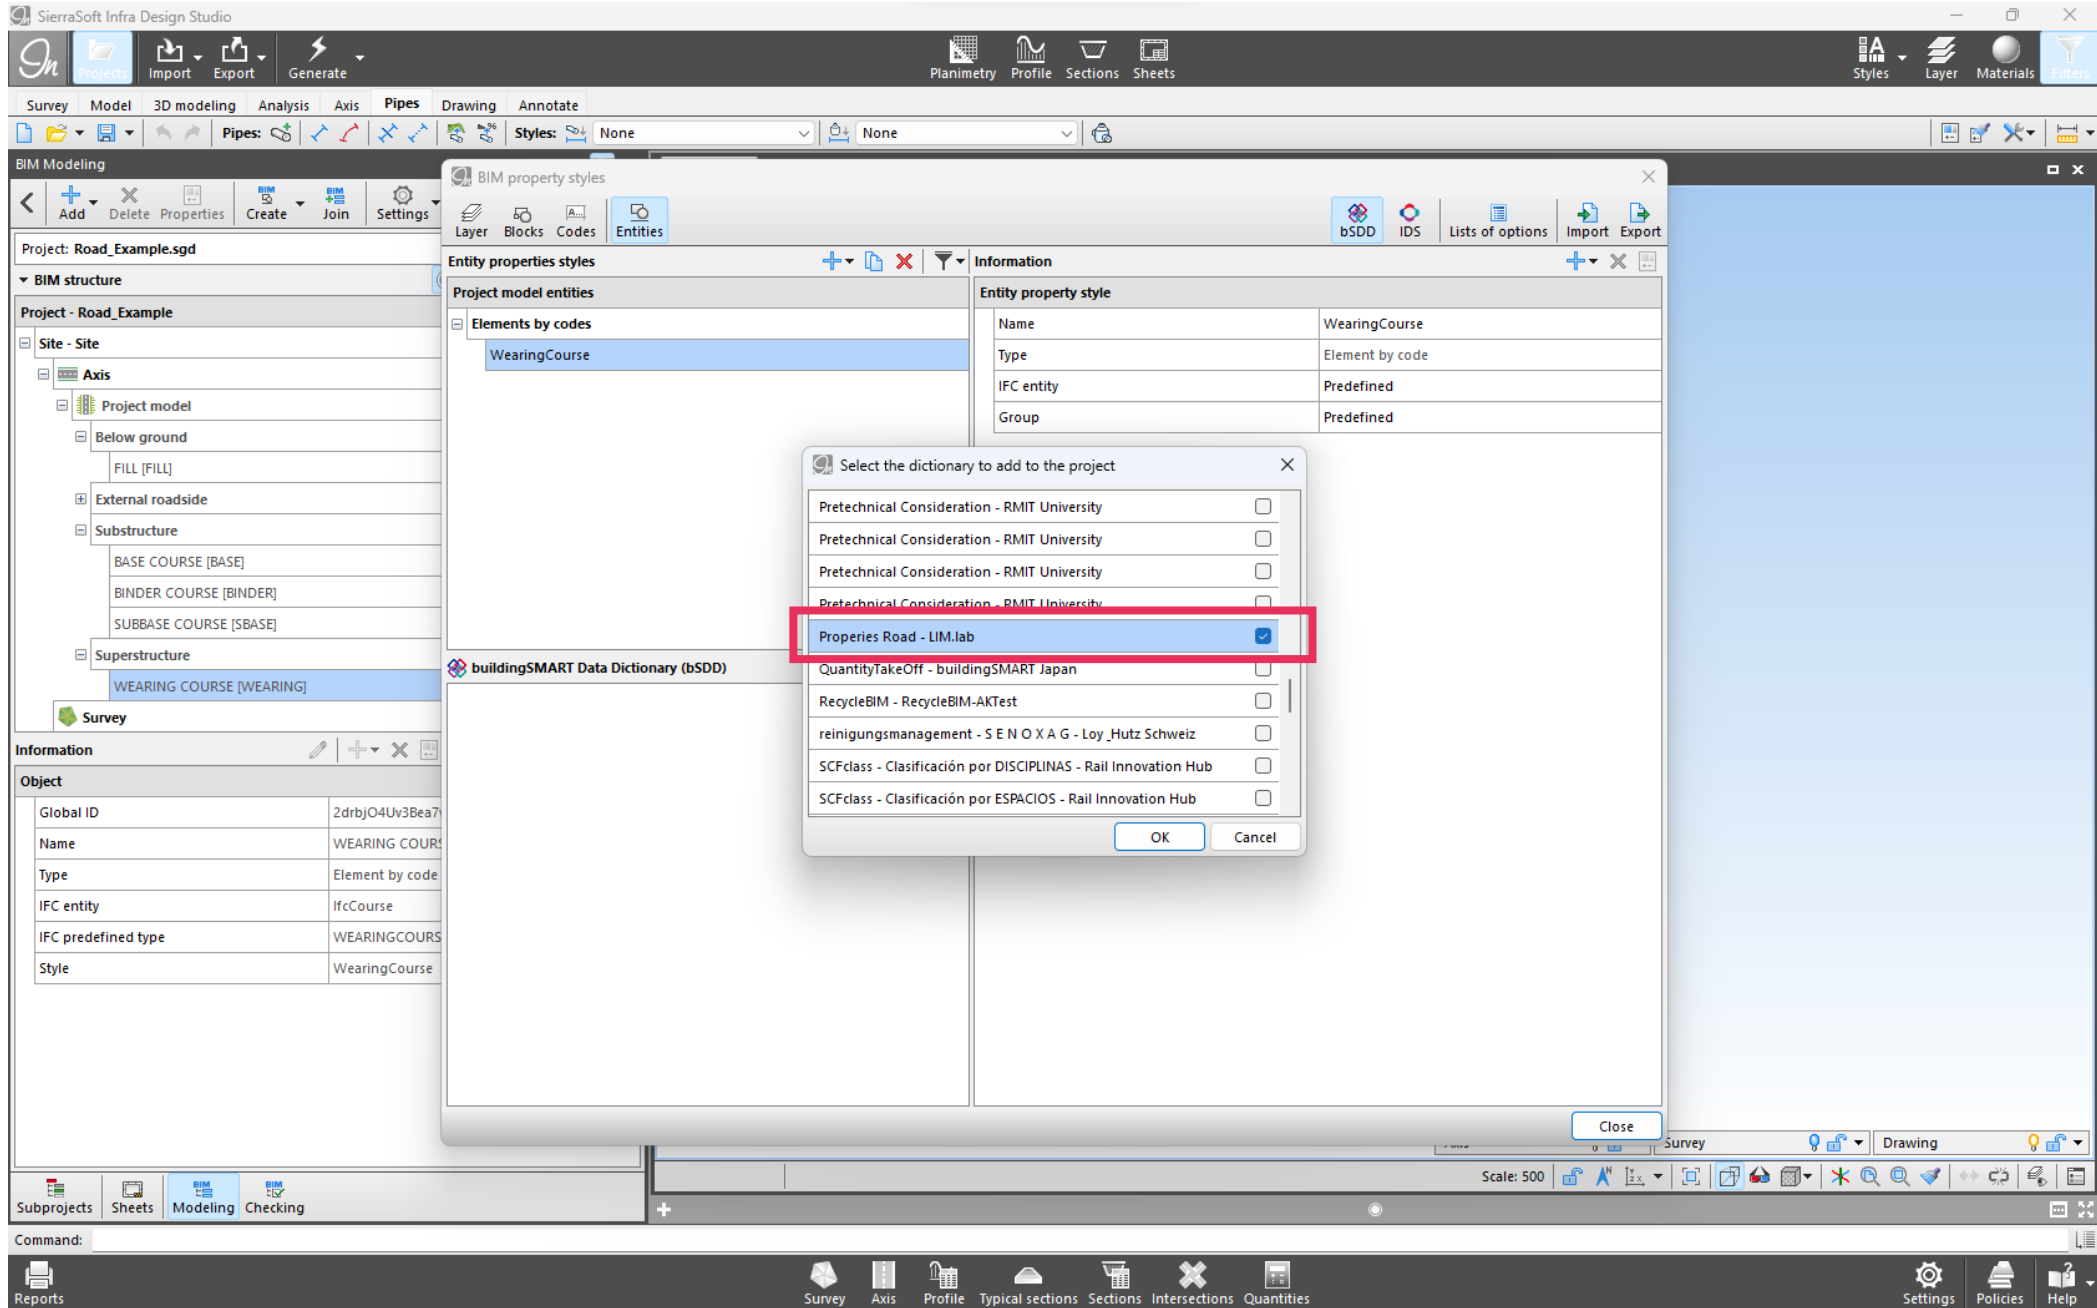 SierraSoft Infra Design Studio
Projects Import Export Generate Planimetry Profile Sections Sheets Styles Layer Materials Filters
Survey Model 3D modeling Analysis Axis Pipes Drawing Annotate
Pipes: Styles: None None
BIM Modeling
Add Delete Properties Create Join Settings
Project: Road_Example.sgd
BIM structure
Project - Road_Example
Site - Site
Axis
Project model
Below ground
FILL [FILL]
External roadside
Substructure
BASE COURSE [BASE]
BINDER COURSE [BINDER]
SUBBASE COURSE [SBASE]
Superstructure
WEARING COURSE [WEARING]
Survey
Information
Object
Global ID 2drbjO4Uv3Bea7
Name WEARING COURS
Type Element by code
IFC entity IfcCourse
IFC predefined type WEARINGCOURS
Style WearingCourse
BIM property styles
Layer Blocks Codes Entities bSDD IDS Lists of options Import Export
Entity properties styles
Project model entities
Elements by codes
WearingCourse
buildingSMART Data Dictionary (bSDD)
Information
Entity property style
Name WearingCourse
Type Element by code
IFC entity Predefined
Group Predefined
Select the dictionary to add to the project
Pretechnical Consideration - RMIT University
Pretechnical Consideration - RMIT University
Pretechnical Consideration - RMIT University
Pretechnical Consideration - RMIT University
Properies Road - LIM.lab
QuantityTakeOff - buildingSMART Japan
RecycleBIM - RecycleBIM-AKTest
reinigungsmanagement - S E N O X A G - Loy _Hutz Schweiz
SCFclass - Clasificación por DISCIPLINAS - Rail Innovation Hub
SCFclass - Clasificación por ESPACIOS - Rail Innovation Hub
OK Cancel
Close
Survey Drawing
Scale: 500
Subprojects Sheets Modeling Checking
Command:
Reports Survey Axis Profile Typical sections Sections Intersections Quantities Settings Policies Help